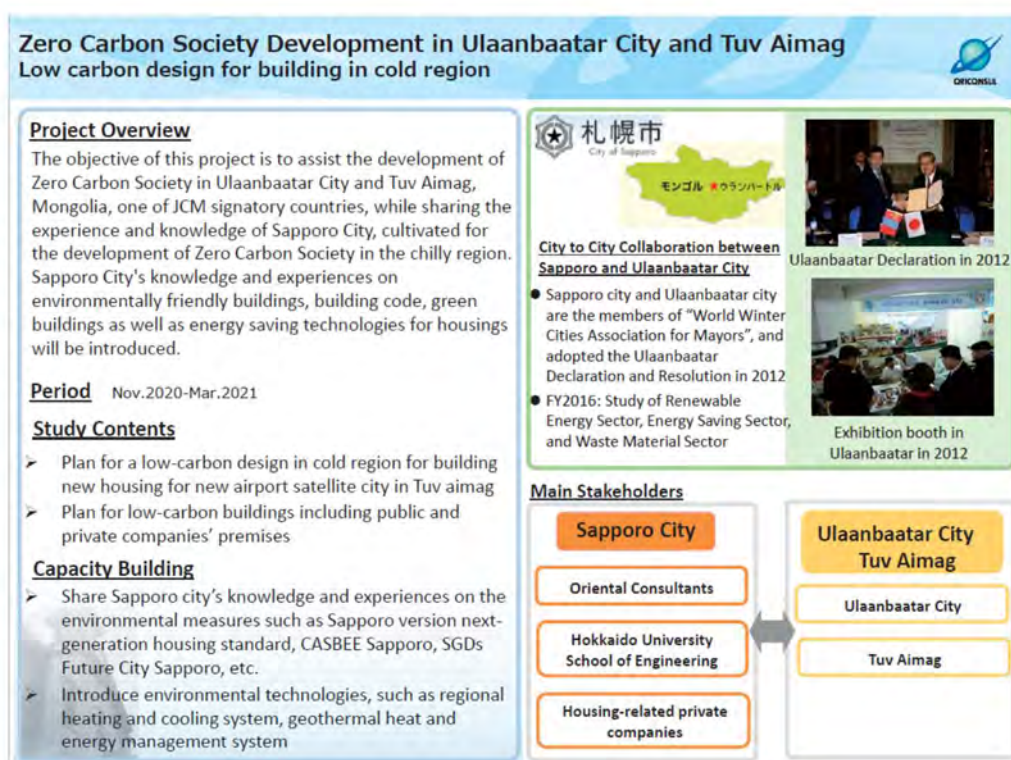 Zero Carbon Society Development in Ulaanbaatar City and Tuv Aimag
Low carbon design for building in cold region
ORICONSUL
Project Overview
The objective of this project is to assist the development of
Zero Carbon Society in Ulaanbaatar City and Tuv Aimag,
Mongolia, one of JCM signatory countries, while sharing the
experience and knowledge of Sapporo City, cultivated for
the development of Zero Carbon Society in the chilly region.
Sapporo City's knowledge and experiences on
environmentally friendly buildings, building code, green
buildings as well as energy saving technologies for housings
will be introduced.
Period Nov.2020-Mar.2021
Study Contents
➢ Plan for a low-carbon design in cold region for building
new housing for new airport satellite city in Tuv aimag
➢ Plan for low-carbon buildings including public and
private companies' premises
Capacity Building
➢ Share Sapporo city's knowledge and experiences on the
environmental measures such as Sapporo version next-
generation housing standard, CASBEE Sapporo, SGDs
Future City Sapporo, etc.
➢ Introduce environmental technologies, such as regional
heating and cooling system, geothermal heat and
energy management system
札幌市
City of Sapporo
モンゴル ★ウランバートル
City to City Collaboration between
Sapporo and Ulaanbaatar City
● Sapporo city and Ulaanbaatar city
are the members of "World Winter
Cities Association for Mayors", and
adopted the Ulaanbaatar
Declaration and Resolution in 2012
● FY2016: Study of Renewable
Energy Sector, Energy Saving Sector,
and Waste Material Sector
Ulaanbaatar Declaration in 2012
Exhibition booth in
Ulaanbaatar in 2012
Main Stakeholders
Sapporo City
Oriental Consultants
Hokkaido University
School of Engineering
Housing-related private
companies
Ulaanbaatar City
Tuv Aimag
Ulaanbaatar City
Tuv Aimag